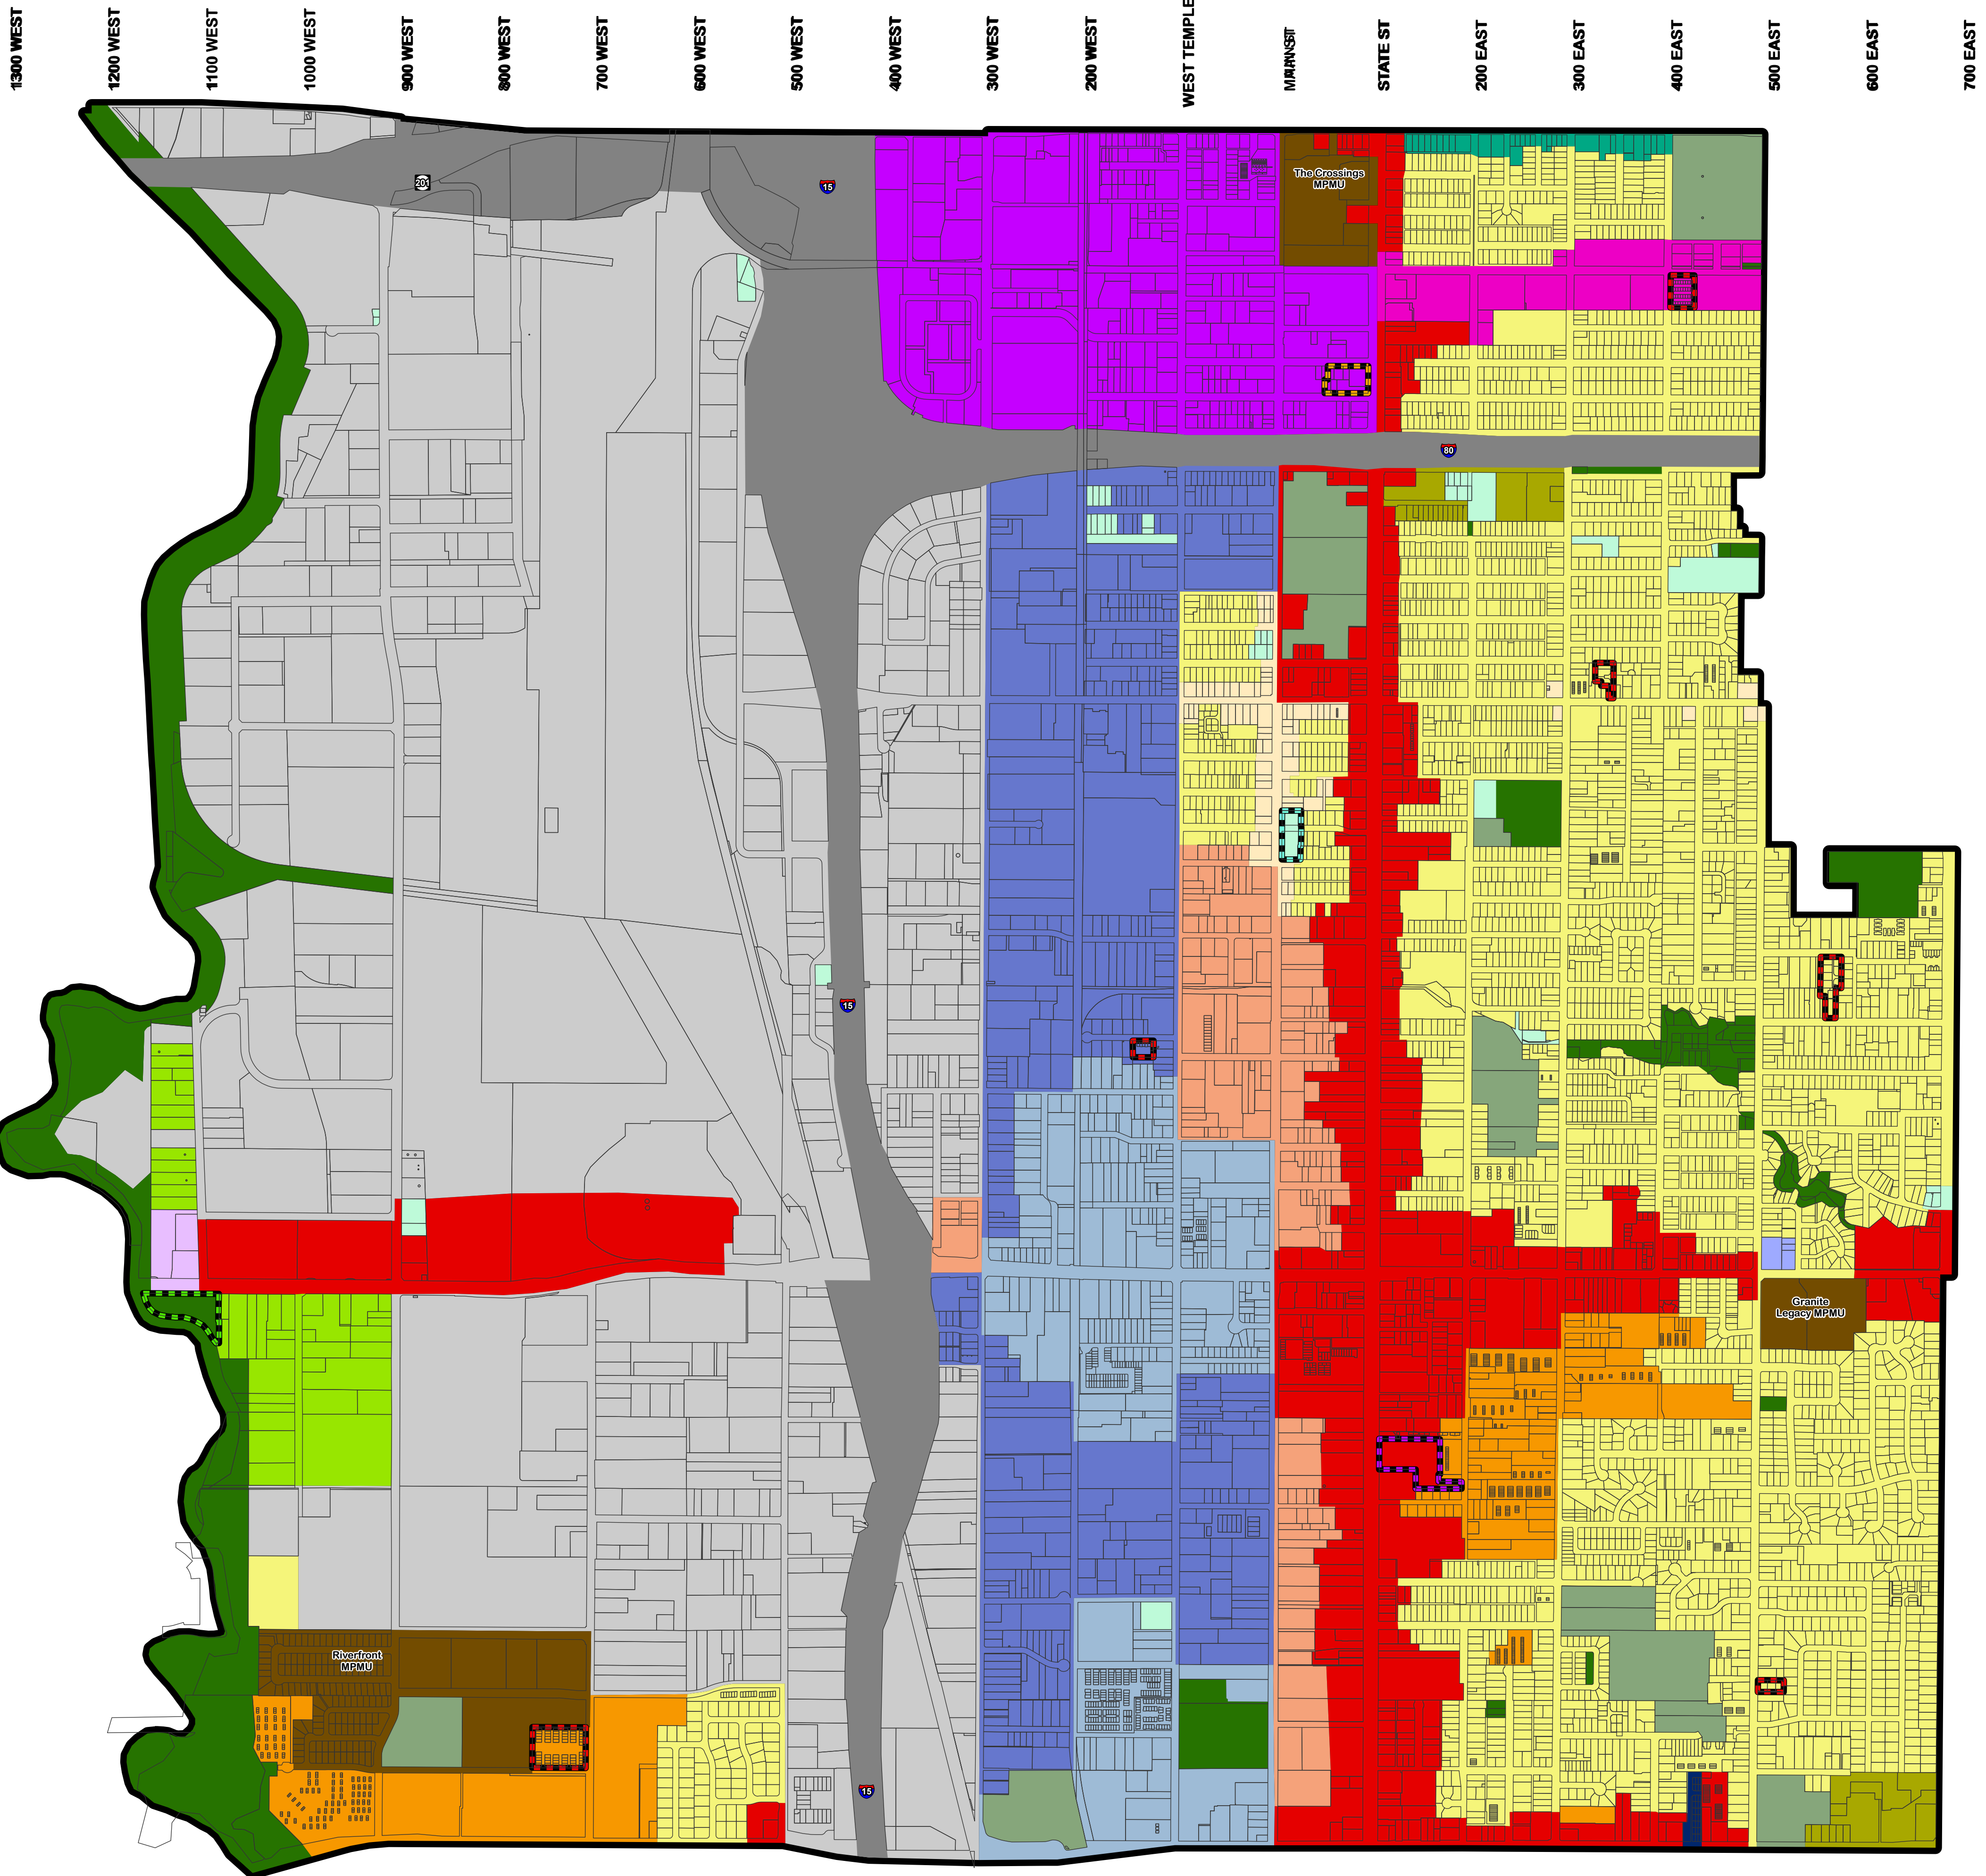 1300 WEST
1200 WEST
1100 WEST
1000 WEST
900 WEST
800 WEST
700 WEST
600 WEST
500 WEST
400 WEST
300 WEST
200 WEST
WEST TEMPLE
MAIN ST
STATE ST
200 EAST
300 EAST
400 EAST
500 EAST
600 EAST
700 EAST
201
15
The Crossings
MPMU
80
15
Granite
Legacy MPMU
Riverfront
MPMU
15